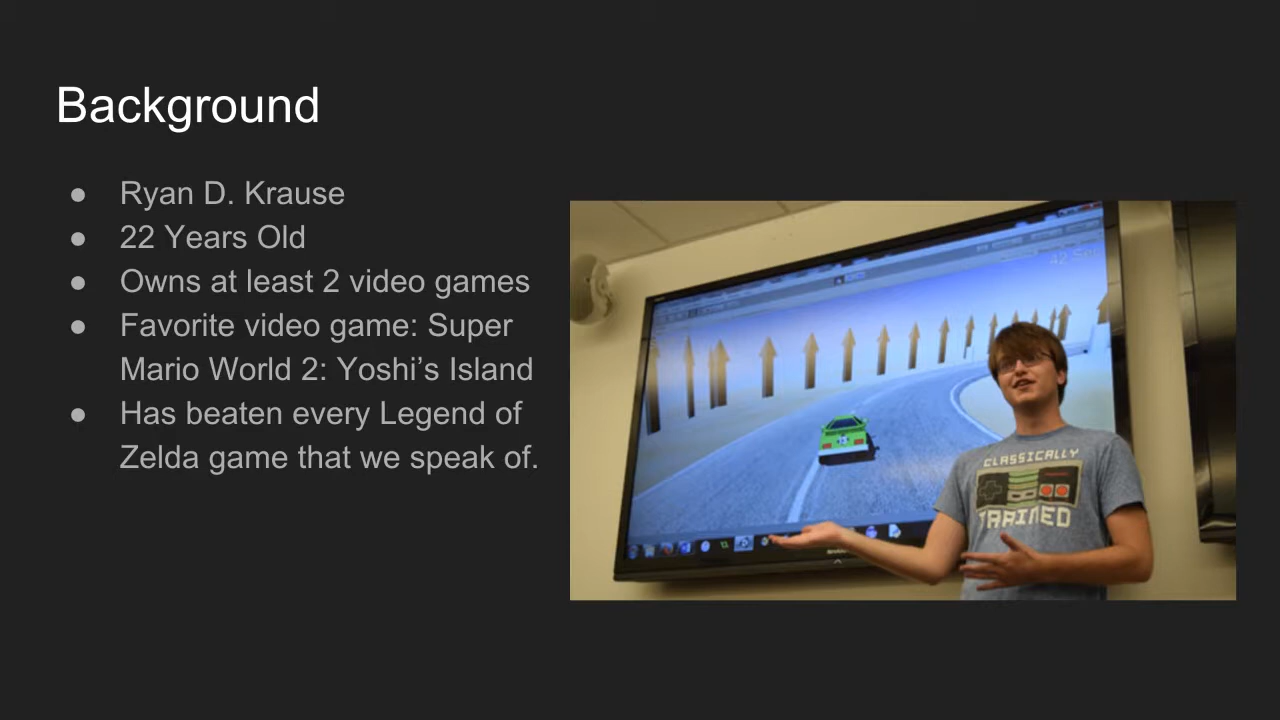 Background
● Ryan D. Krause
● 22 Years Old
● Owns at least 2 video games
● Favorite video game: Super
Mario World 2: Yoshi’s Island
● Has beaten every Legend of
Zelda game that we speak of.
CLASSICALLY
TRAINED